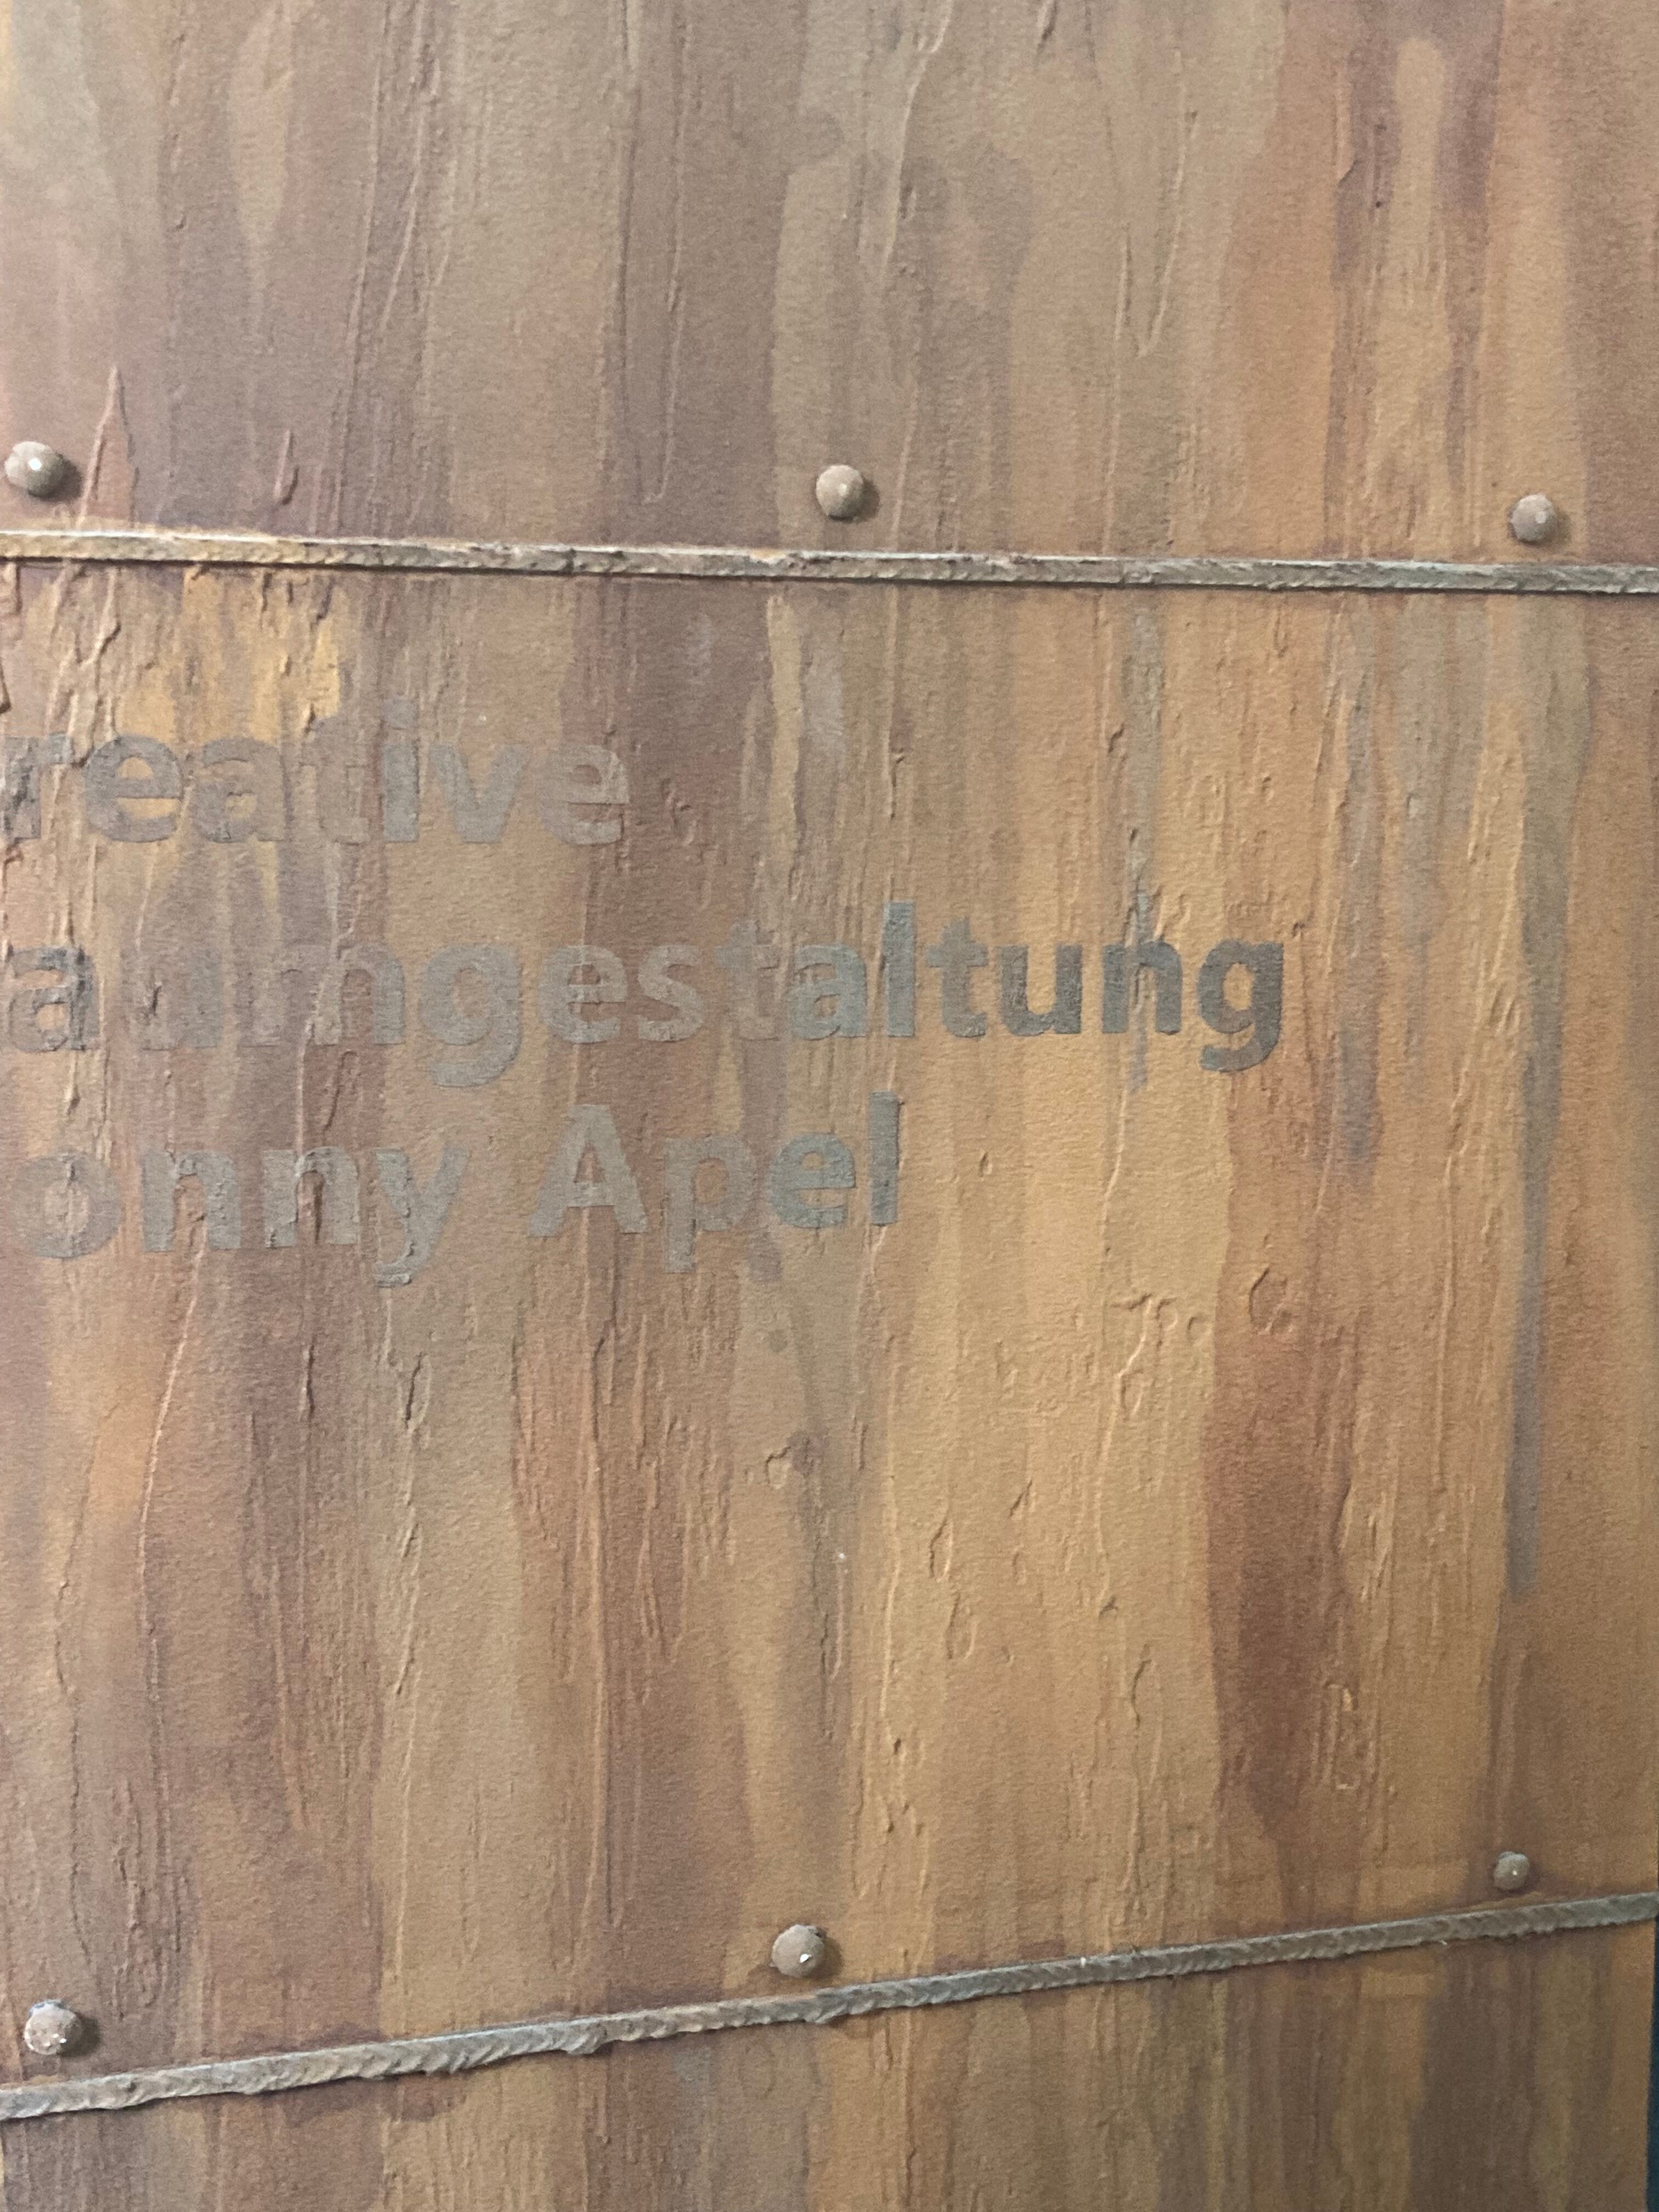 reative
aumgestaltung
onny Apel